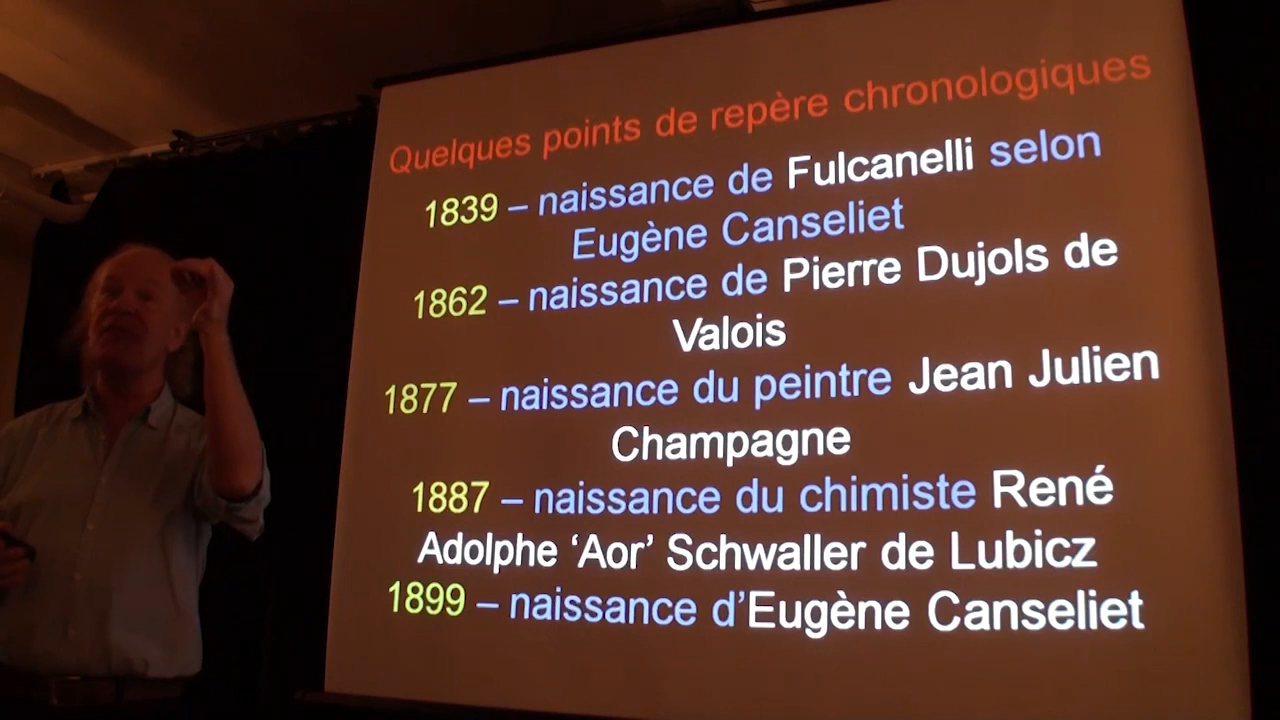 Quelques points de repère chronologiques
1839 – naissance de Fulcanelli selon
Eugène Canseliet
1862 – naissance de Pierre Dujols de
Valois
1877 – naissance du peintre Jean Julien
Champagne
1887 – naissance du chimiste René
Adolphe ‘Aor’ Schwaller de Lubicz
1899 – naissance d’Eugène Canseliet